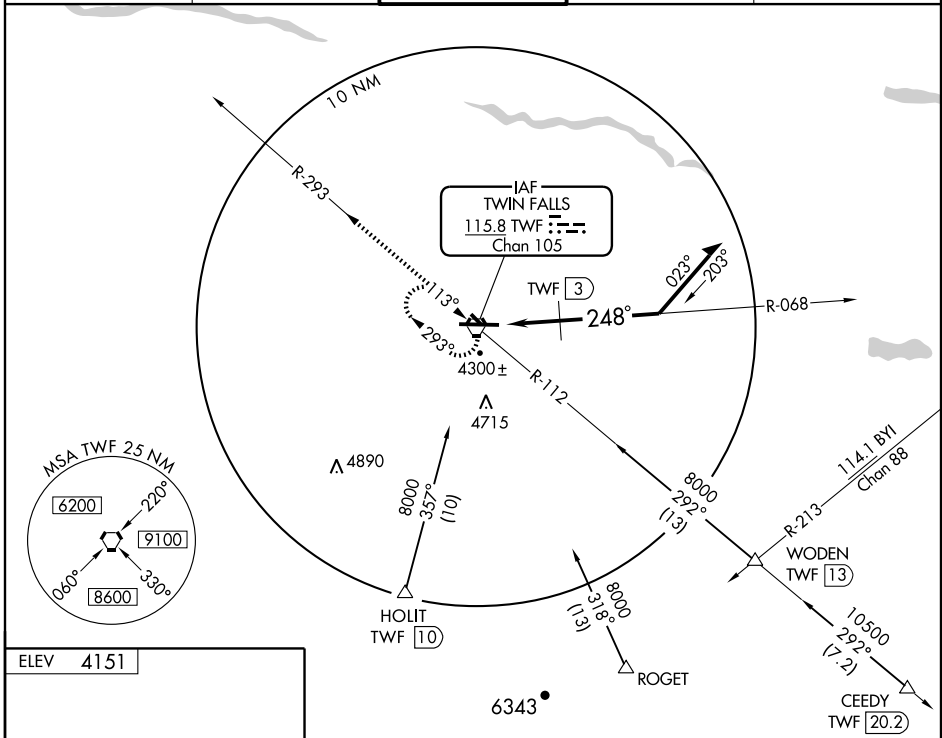 10 NM
R-293
IAF
TWIN FALLS
115.8 TWF
Chan 105
023°
203°
TWF 3
248°
R-068
113°
293°
4300±
R-112
4715
4890
8000
357°
(10)
8000
292°
(13)
114.1 BYI
Chan 88
R-213
MSA TWF 25 NM
6200
220°
9100
060°
330°
8600
WODEN
TWF 13
HOLIT
TWF 10
8000
318°
(13)
10500
292°
(7.2)
ELEV 4151
ROGET
6343
CEEDY
TWF 20.2